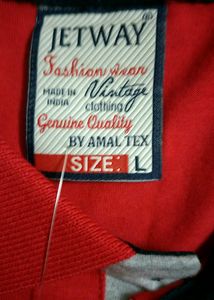 JETWAY
Fashion wear
MADE IN INDIA
Vintage
clothing
Genuine Quality
BY AMAL TEX
SIZE: L